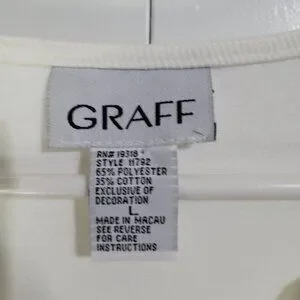 GRAFF
RN# 19318
STYLE 11792
65% POLYESTER
35% COTTON
EXCLUSIVE OF
DECORATION
L
MADE IN MACAU
SEE REVERSE
FOR CARE
INSTRUCTIONS